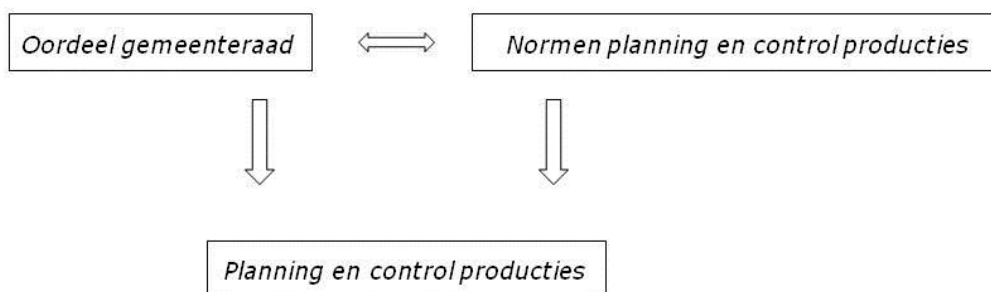 Oordeel gemeenteraad
Normen planning en control producties
Planning en control producties